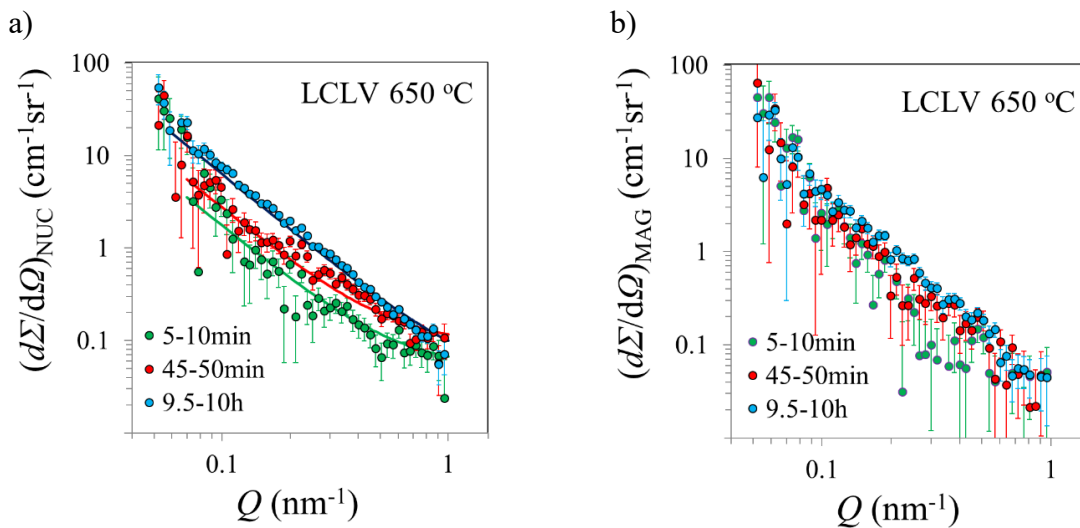 a)
(dΣ/dΩ)NUC (cm-1sr-1)
100
10
1
0.1
LCLV 650 oC
5-10min
45-50min
9.5-10h
0.1
1
Q (nm-1)
b)
(dΣ/dΩ)MAG (cm-1sr-1)
100
10
1
0.1
LCLV 650 oC
5-10min
45-50min
9.5-10h
0.1
1
Q (nm-1)